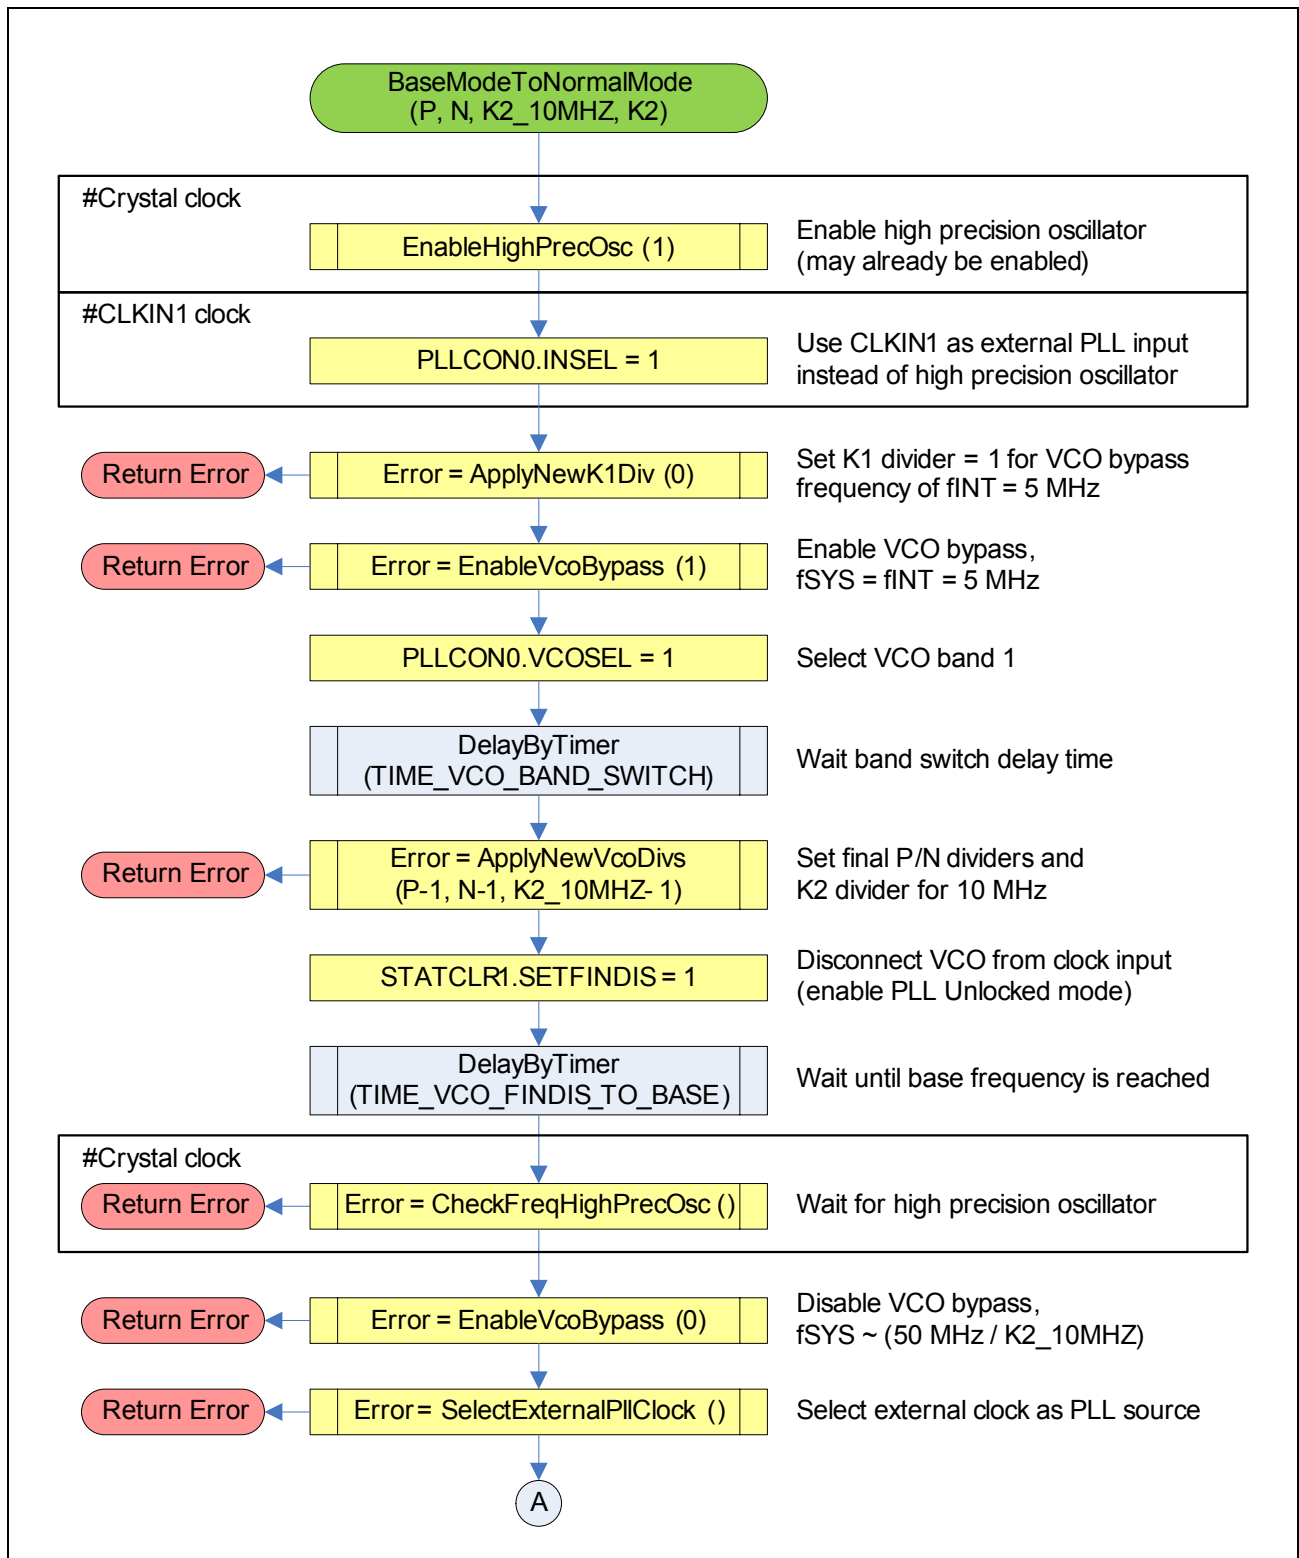 BaseModeToNormalMode
(P, N, K2_10MHZ, K2)
#Crystal clock
EnableHighPrecOsc (1)
Enable high precision oscillator
(may already be enabled)
#CLKIN1 clock
PLLCON0.INSEL = 1
Use CLKIN1 as external PLL input
instead of high precision oscillator
Return Error
Error = ApplyNewK1Div (0)
Set K1 divider = 1 for VCO bypass
frequency of fINT = 5 MHz
Return Error
Error = EnableVcoBypass (1)
Enable VCO bypass,
fSYS = fINT = 5 MHz
PLLCON0.VCOSEL = 1
Select VCO band 1
DelayByTimer
(TIME_VCO_BAND_SWITCH)
Wait band switch delay time
Return Error
Error = ApplyNewVcoDivs
(P-1, N-1, K2_10MHZ- 1)
Set final P/N dividers and
K2 divider for 10 MHz
STATCLR1.SETFINDIS = 1
Disconnect VCO from clock input
(enable PLL Unlocked mode)
DelayByTimer
(TIME_VCO_FINDIS_TO_BASE)
Wait until base frequency is reached
#Crystal clock
Return Error
Error = CheckFreqHighPrecOsc ()
Wait for high precision oscillator
Return Error
Error = EnableVcoBypass (0)
Disable VCO bypass,
fSYS ~ (50 MHz / K2_10MHZ)
Return Error
Error = SelectExternalPllClock ()
Select external clock as PLL source
A